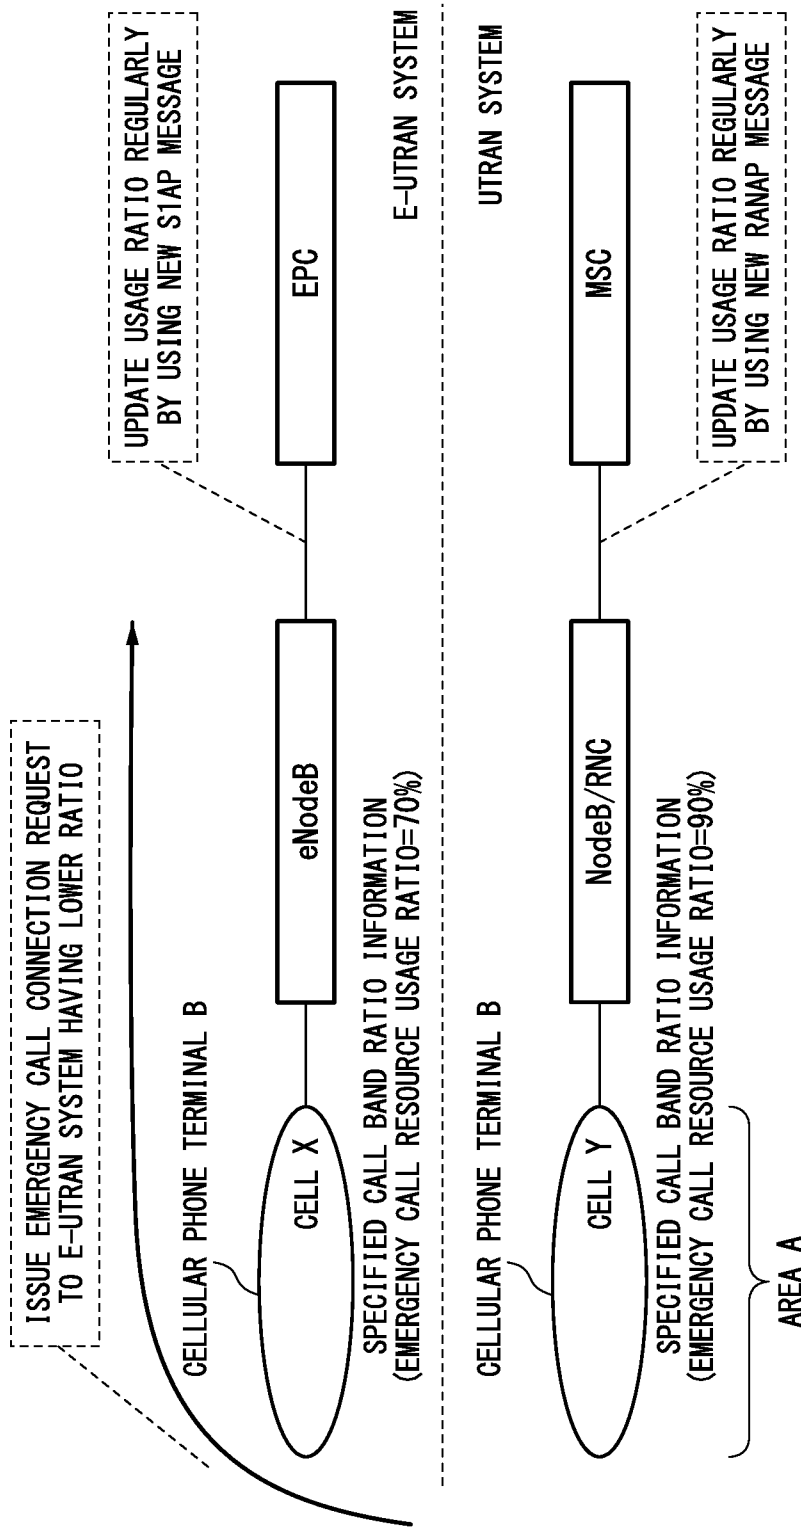 ISSUE EMERGENCY CALL CONNECTION REQUEST
TO E-UTRAN SYSTEM HAVING LOWER RATIO
UPDATE USAGE RATIO REGULARLY
BY USING NEW S1AP MESSAGE
CELLULAR PHONE TERMINAL B
CELL X
eNodeB
EPC
SPECIFIED CALL BAND RATIO INFORMATION
(EMERGENCY CALL RESOURCE USAGE RATIO=70%)
E-UTRAN SYSTEM
UTRAN SYSTEM
CELLULAR PHONE TERMINAL B
CELL Y
NodeB/RNC
MSC
SPECIFIED CALL BAND RATIO INFORMATION
(EMERGENCY CALL RESOURCE USAGE RATIO=90%)
UPDATE USAGE RATIO REGULARLY
BY USING NEW RANAP MESSAGE
AREA A